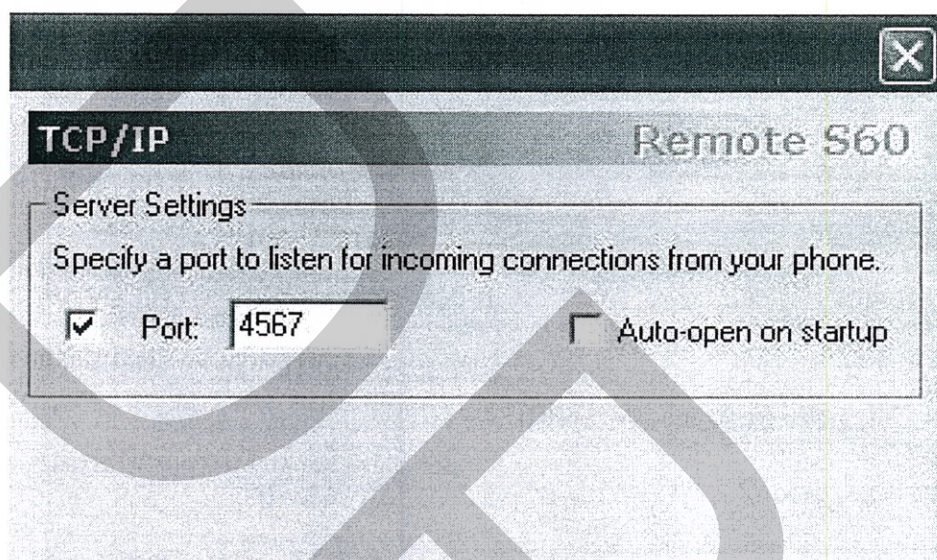 TCP/IP Remote S60
Server Settings
Specify a port to listen for incoming connections from your phone.
Port: 4567 Auto-open on startup